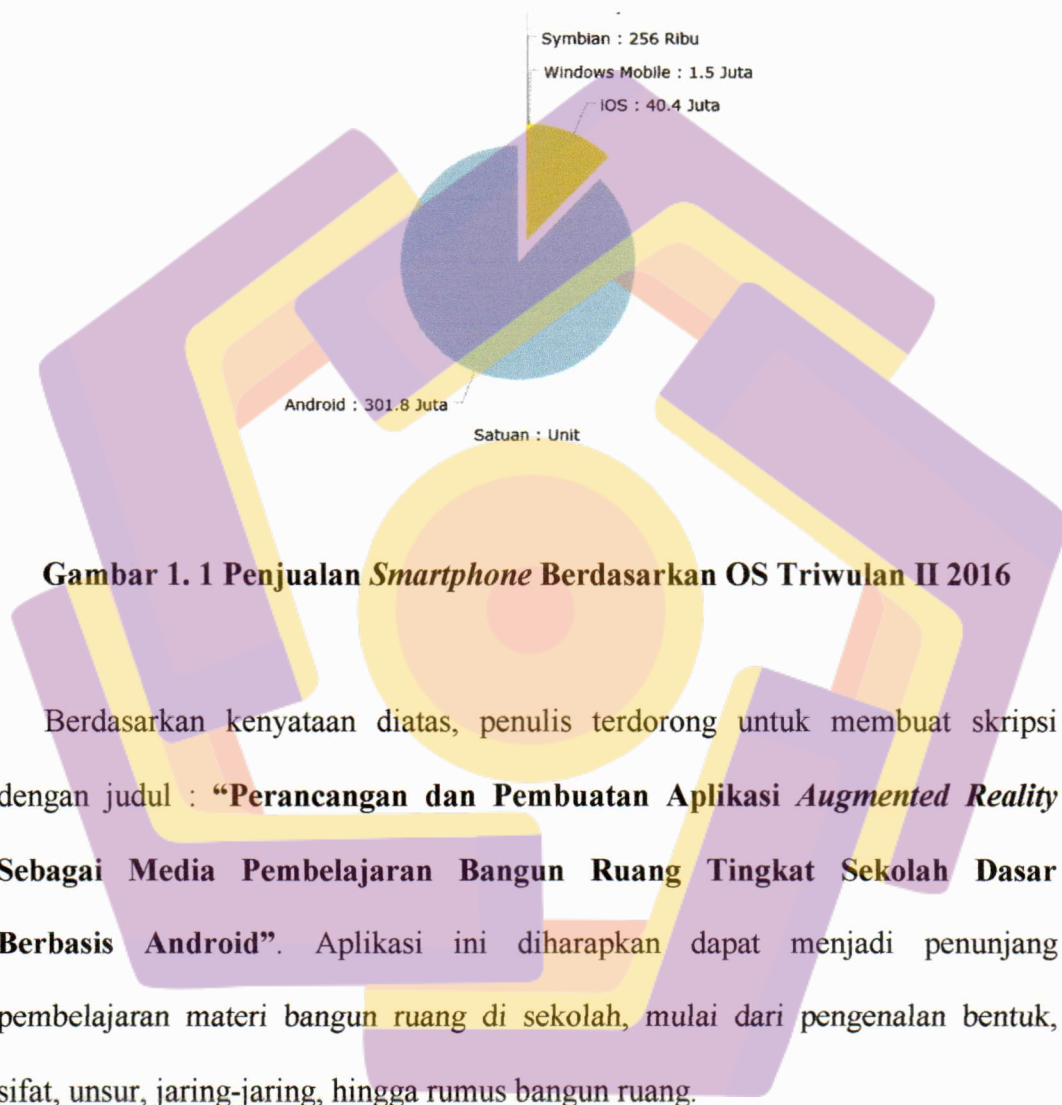 Symbian : 256 Ribu
Windows Mobile : 1.5 Juta
iOS : 40.4 Juta
Android : 301.8 Juta
Satuan : Unit
Gambar 1. 1 Penjualan Smartphone Berdasarkan OS Triwulan II 2016
Berdasarkan kenyataan diatas, penulis terdorong untuk membuat skripsi
dengan judul : “Perancangan dan Pembuatan Aplikasi Augmented Reality
Sebagai Media Pembelajaran Bangun Ruang Tingkat Sekolah Dasar
Berbasis Android”. Aplikasi ini diharapkan dapat menjadi penunjang
pembelajaran materi bangun ruang di sekolah, mulai dari pengenalan bentuk,
sifat, unsur, jaring-jaring, hingga rumus bangun ruang.